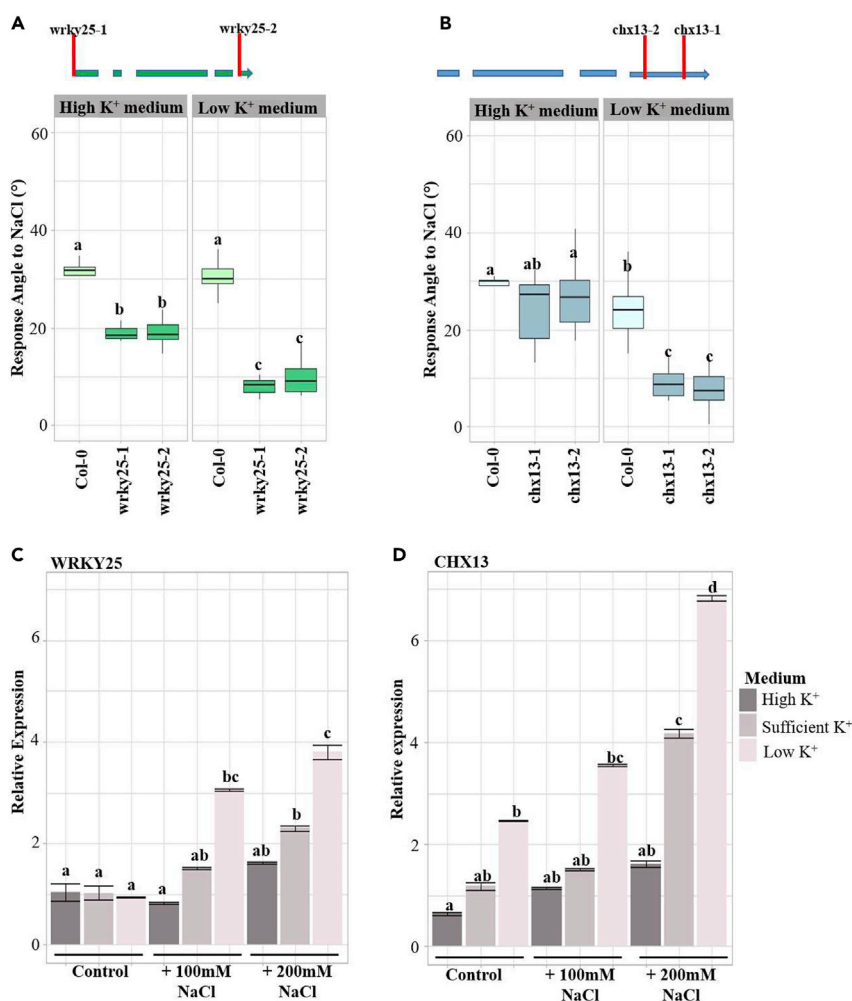 A
wrky25-1
wrky25-2
High K⁺ medium
Low K⁺ medium
Response Angle to NaCl (°)
60
40
20
0
a
b
b
a
c
c
Col-0
wrky25-1
wrky25-2
Col-0
wrky25-1
wrky25-2
B
chx13-2
chx13-1
High K⁺ medium
Low K⁺ medium
Response Angle to NaCl (°)
60
40
20
0
a
ab
a
b
c
c
Col-0
chx13-1
chx13-2
Col-0
chx13-1
chx13-2
C
WRKY25
Relative Expression
6
4
2
0
a
a
a
a
ab
bc
ab
b
c
Control
+ 100mM
NaCl
+ 200mM
NaCl
D
CHX13
Relative expression
6
4
2
0
a
ab
b
ab
ab
bc
ab
c
d
Control
+ 100mM
NaCl
+ 200mM
NaCl
Medium
High K⁺
Sufficient K⁺
Low K⁺